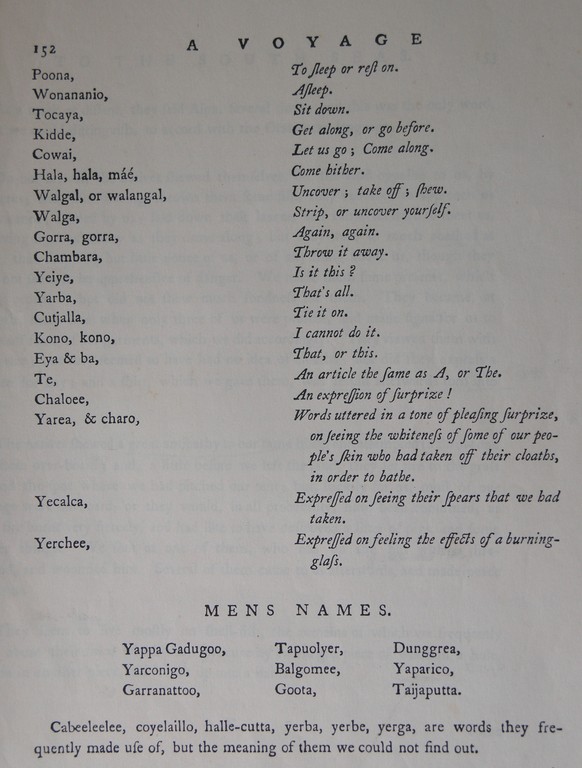 152 A VOYAGE
Poona, To ſleep or reſt on.
Wonananio, Aſleep.
Tocaya, Sit down.
Kidde, Get along, or go before.
Cowai, Let us go; Come along.
Hala, hala, máé, Come hither.
Walgal, or walangal, Uncover; take off; ſhew.
Walga, Strip, or uncover yourſelf.
Gorra, gorra, Again, again.
Chambara, Throw it away.
Yeiye, Is it this?
Yarba, That's all.
Cutjalla, Tie it on.
Kono, kono, I cannot do it.
Eya & ba, That, or this.
Te, An article the ſame as A, or The.
Chaloee, An expreſſion of ſurprize!
Yarea, & charo, Words uttered in a tone of pleaſing ſurprize,
on ſeeing the whiteneſs of ſome of our peo-
ple's ſkin who had taken off their cloaths,
in order to bathe.
Yecalca, Expreſſed on ſeeing their ſpears that we had
taken.
Yerchee, Expreſſed on feeling the effects of a burning-
glaſs.
MENS NAMES.
Yappa Gadugoo, Tapuolyer, Dunggrea,
Yarconigo, Balgomee, Yaparico,
Garranattoo, Goota, Taijaputta.
Cabeeleelee, coyelaillo, halle-cutta, yerba, yerbe, yerga, are words they fre-
quently made uſe of, but the meaning of them we could not find out.